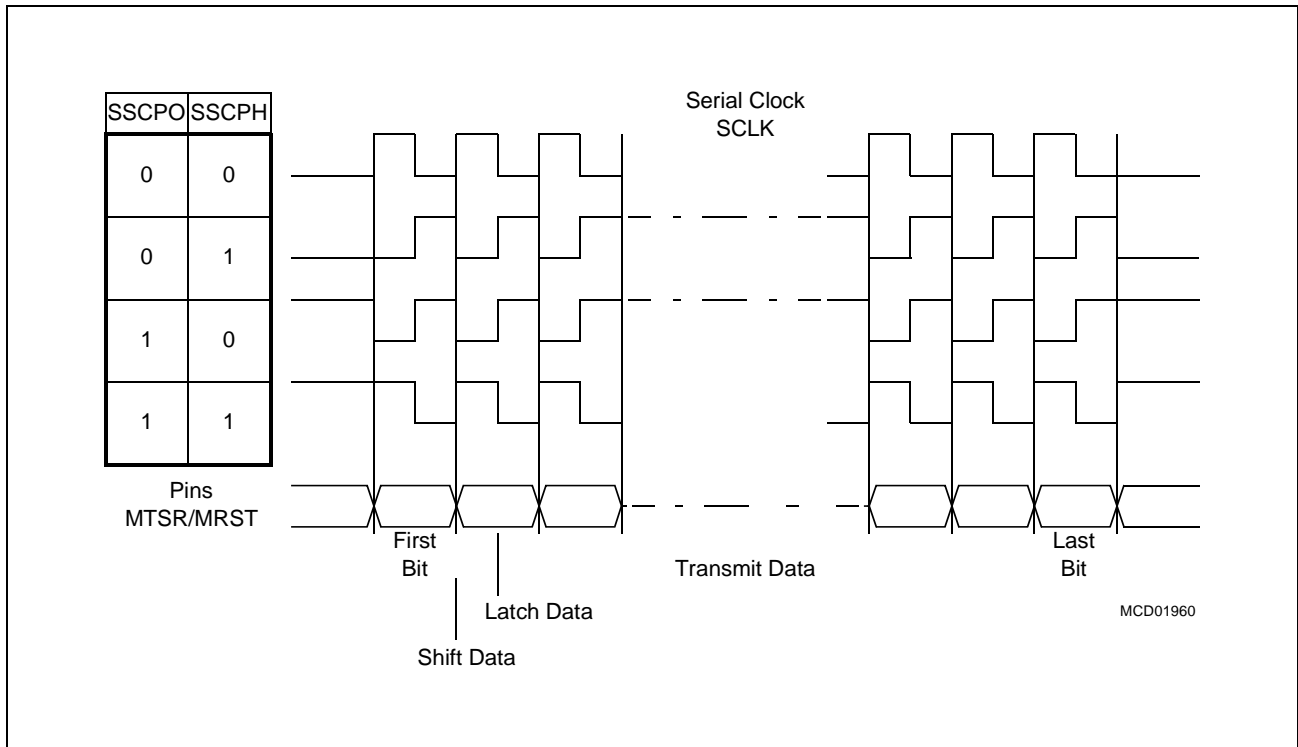 SSCPO SSCPH
Serial Clock
SCLK
0 0
0 1
1 0
1 1
Pins
MTSR/MRST
First
Bit
Last
Bit
Transmit Data
Latch Data
Shift Data
MCD01960